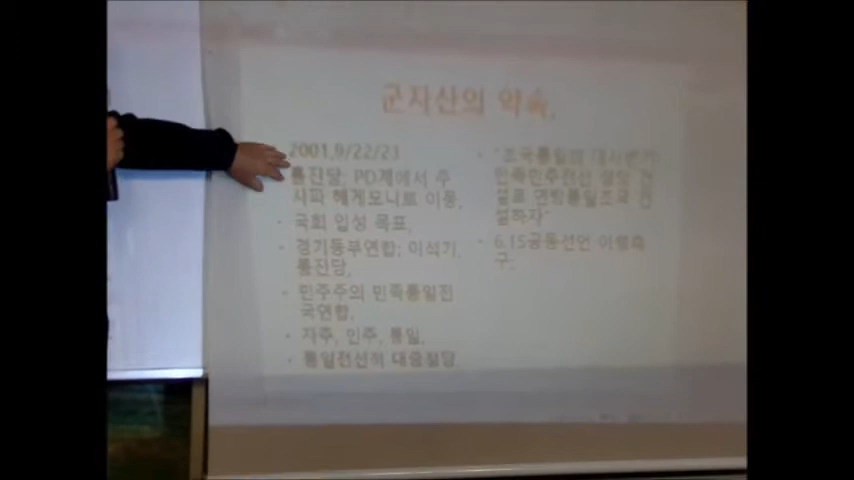 군자산의 약속,
2001,9/22/23
통진당; PD계에서 주
사파 헤게모니로 이동,
국회 입성 목표,
경기동부연합; 이석기,
통진당,
민주주의 민족통일전
국연합,
자주, 민주, 통일,
통일전선적 대중정당
"조국통일의 대사변기
민족민주전선 정당 건
설로 연방통일조국 건
설하자"
6.15공동선언 이행촉
구,